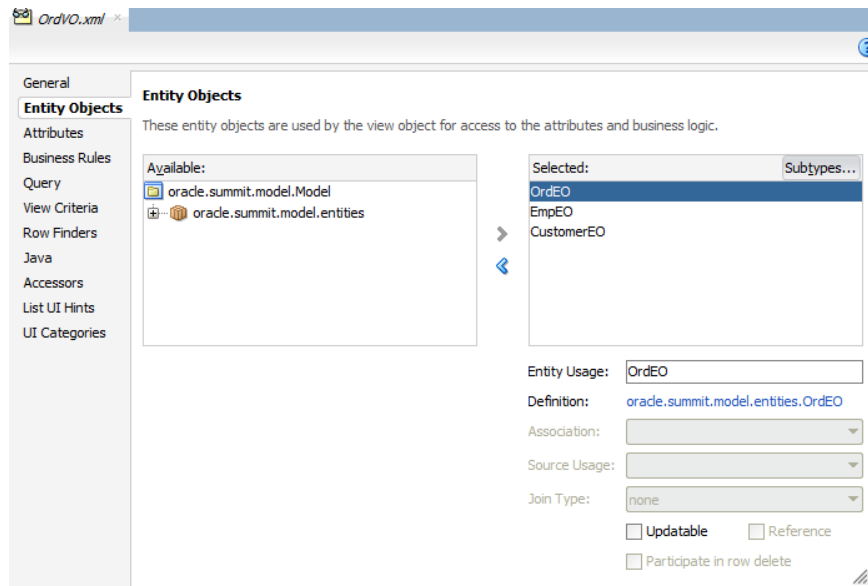 OrdVO.xml
General
Entity Objects
Attributes
Business Rules
Query
View Criteria
Row Finders
Java
Accessors
List UI Hints
UI Categories
Entity Objects
These entity objects are used by the view object for access to the attributes and business logic.
Available:
oracle.summit.model.Model
oracle.summit.model.entities
Selected:
Subtypes...
OrdEO
EmpEO
CustomerEO
Entity Usage: OrdEO
Definition: oracle.summit.model.entities.OrdEO
Association:
Source Usage:
Join Type: none
Updatable Reference
Participate in row delete